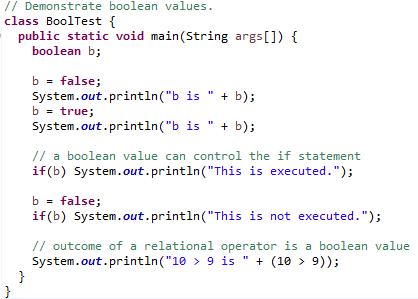 // Demonstrate boolean values.
class BoolTest {
  public static void main(String args[]) {
    boolean b;

    b = false;
    System.out.println("b is " + b);
    b = true;
    System.out.println("b is " + b);

    // a boolean value can control the if statement
    if(b) System.out.println("This is executed.");

    b = false;
    if(b) System.out.println("This is not executed.");

    // outcome of a relational operator is a boolean value
    System.out.println("10 > 9 is " + (10 > 9));
  }
}